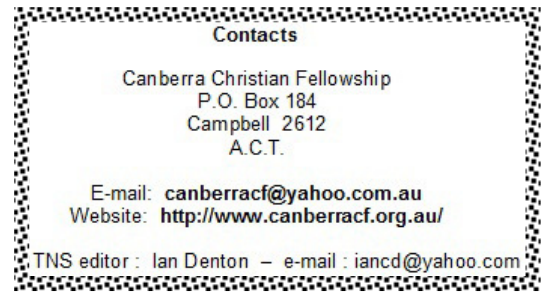 Contacts
Canberra Christian Fellowship
P.O. Box 184
Campbell 2612
A.C.T.
E-mail: canberracf@yahoo.com.au
Website: http://www.canberracf.org.au/
TNS editor : Ian Denton – e-mail : iancd@yahoo.com